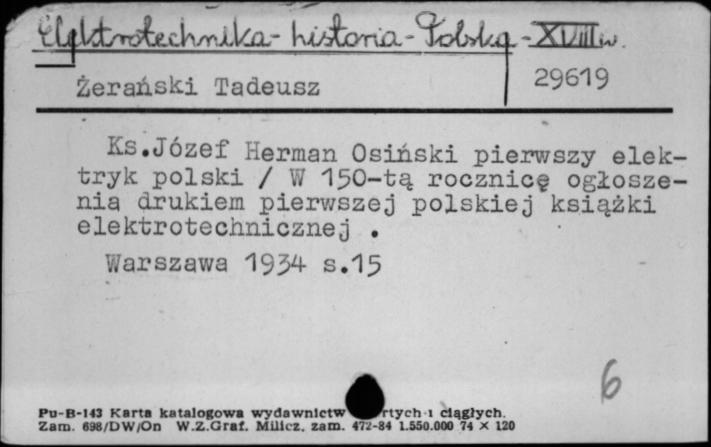 Elektrotechnika - historia - Polska - XVIII w.
Żerański Tadeusz
29619
Ks.Józef Herman Osiński pierwszy elek-
tryk polski / W 150-tą rocznicę ogłosze-
nia drukiem pierwszej polskiej książki
elektrotechnicznej .
Warszawa 1934 s.15
6
Pu-B-143 Karta katalogowa wydawnictw rtych i ciągłych.
Zam. 698/DW/On W.Z.Graf. Milicz, zam. 472-84 1.550.000 74 × 120